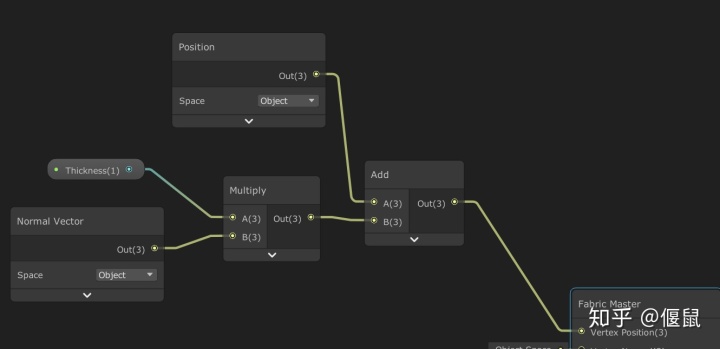 Position
Out(3)
Space
Object
Thickness(1)
Multiply
A(3)
Out(3)
B(3)
Add
A(3)
Out(3)
B(3)
Normal Vector
Out(3)
Space
Object
Fabric Master
Vertex Position(3)
Object Space
知乎 @偃鼠